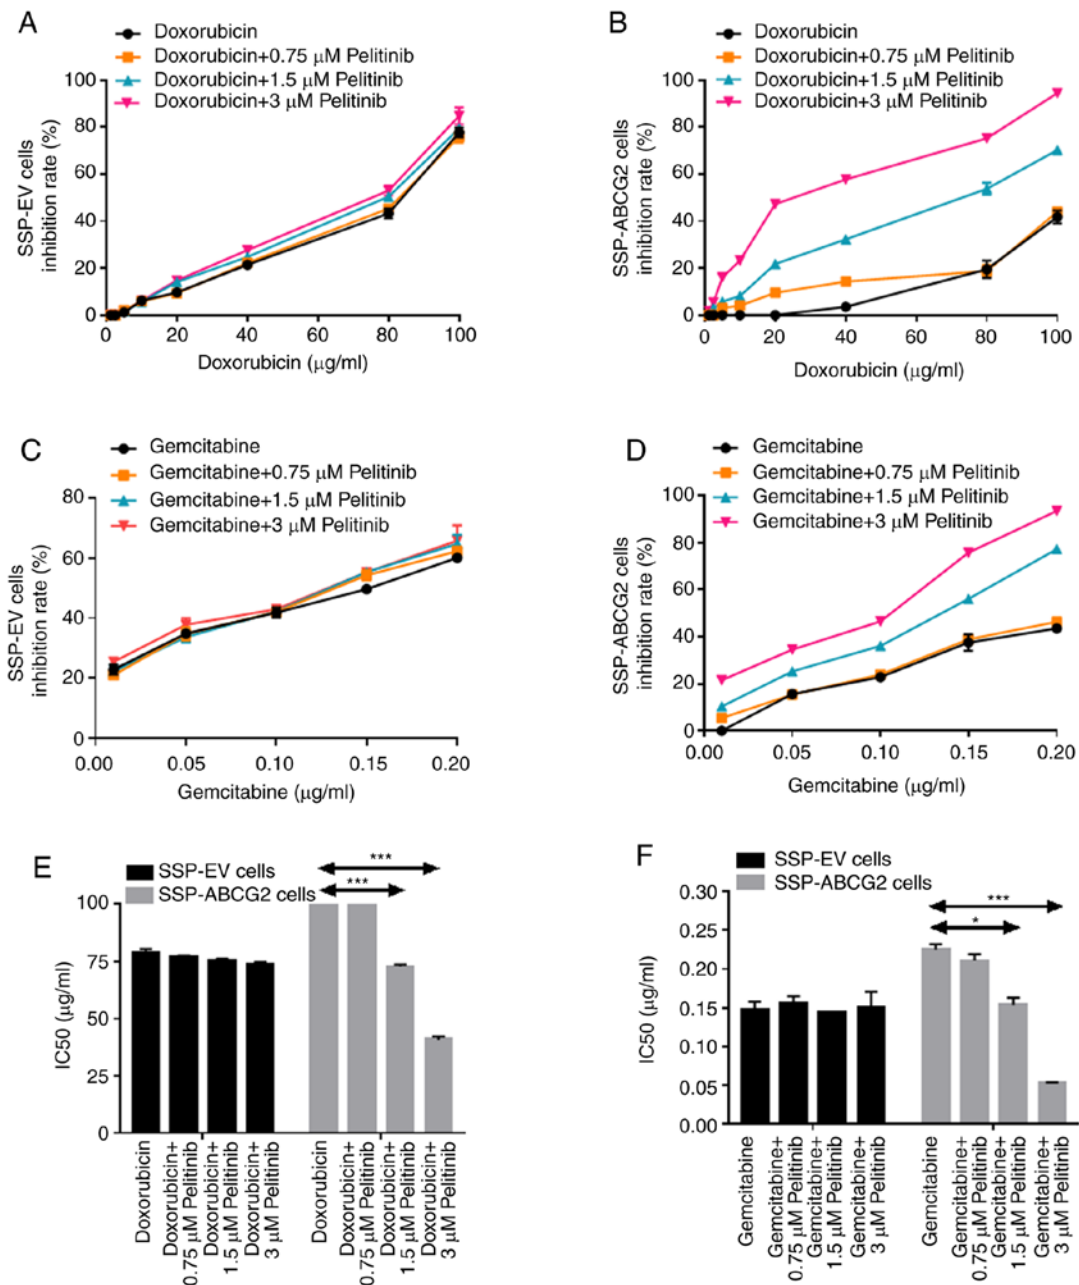 A
Doxorubicin
Doxorubicin+0.75 μM Pelitinib
Doxorubicin+1.5 μM Pelitinib
Doxorubicin+3 μM Pelitinib
SSP-EV cells
inhibition rate (%)
100
80
60
40
20
0
0 20 40 60 80 100
Doxorubicin (μg/ml)
B
Doxorubicin
Doxorubicin+0.75 μM Pelitinib
Doxorubicin+1.5 μM Pelitinib
Doxorubicin+3 μM Pelitinib
SSP-ABCG2 cells
inhibition rate (%)
100
80
60
40
20
0
0 20 40 60 80 100
Doxorubicin (μg/ml)
C
Gemcitabine
Gemcitabine+0.75 μM Pelitinib
Gemcitabine+1.5 μM Pelitinib
Gemcitabine+3 μM Pelitinib
SSP-EV cells
inhibition rate (%)
80
60
40
20
0
0.00 0.05 0.10 0.15 0.20
Gemcitabine (μg/ml)
D
Gemcitabine
Gemcitabine+0.75 μM Pelitinib
Gemcitabine+1.5 μM Pelitinib
Gemcitabine+3 μM Pelitinib
SSP-ABCG2 cells
inhibition rate (%)
100
80
60
40
20
0
0.00 0.05 0.10 0.15 0.20
Gemcitabine (μg/ml)
E
SSP-EV cells
SSP-ABCG2 cells
***
***
IC50 (μg/ml)
100
75
50
25
0
Doxorubicin
Doxorubicin+
0.75 μM Pelitinib
Doxorubicin+
1.5 μM Pelitinib
Doxorubicin+
3 μM Pelitinib
Doxorubicin
Doxorubicin+
0.75 μM Pelitinib
Doxorubicin+
1.5 μM Pelitinib
Doxorubicin+
3 μM Pelitinib
F
SSP-EV cells
SSP-ABCG2 cells
***
*
IC50 (μg/ml)
0.30
0.25
0.20
0.15
0.10
0.05
0.00
Gemcitabine
Gemcitabine+
0.75 μM Pelitinib
Gemcitabine+
1.5 μM Pelitinib
Gemcitabine+
3 μM Pelitinib
Gemcitabine
Gemcitabine+
0.75 μM Pelitinib
Gemcitabine+
1.5 μM Pelitinib
Gemcitabine+
3 μM Pelitinib